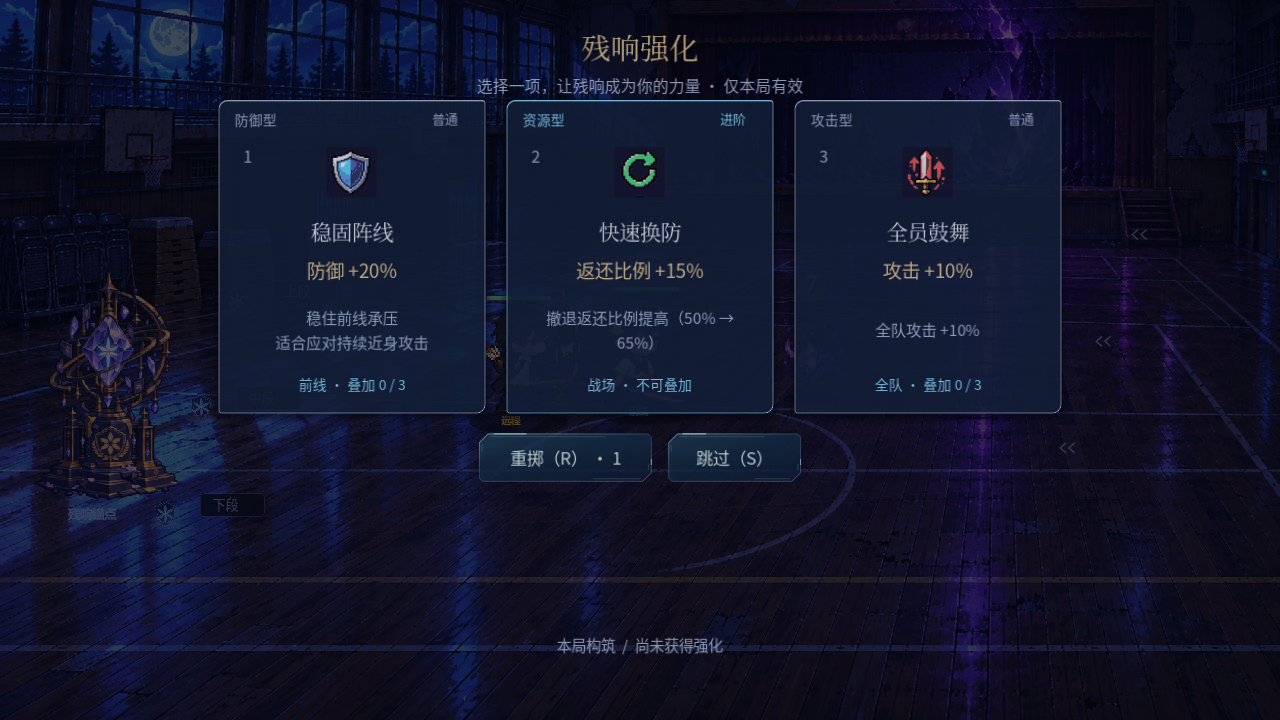 残响强化
选择一项，让残响成为你的力量 · 仅本局有效
防御型 普通
1
稳固阵线
防御 +20%
稳住前线承压
适合应对持续近身攻击
前线 · 叠加 0 / 3
资源型 进阶
2
快速换防
返还比例 +15%
撤退返还比例提高（50% →
65%）
战场 · 不可叠加
攻击型 普通
3
全员鼓舞
攻击 +10%
全队攻击 +10%
全队 · 叠加 0 / 3
远程
重掷（R） · 1
跳过（S）
下段
残响锚点
本局构筑 / 尚未获得强化